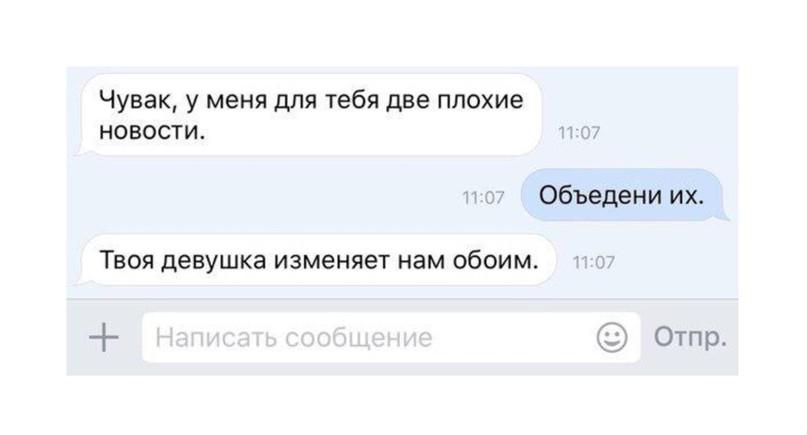 Чувак, у меня для тебя две плохие
новости.
11:07
11:07
Объедени их.
Твоя девушка изменяет нам обоим.
11:07
Написать сообщение
Отпр.